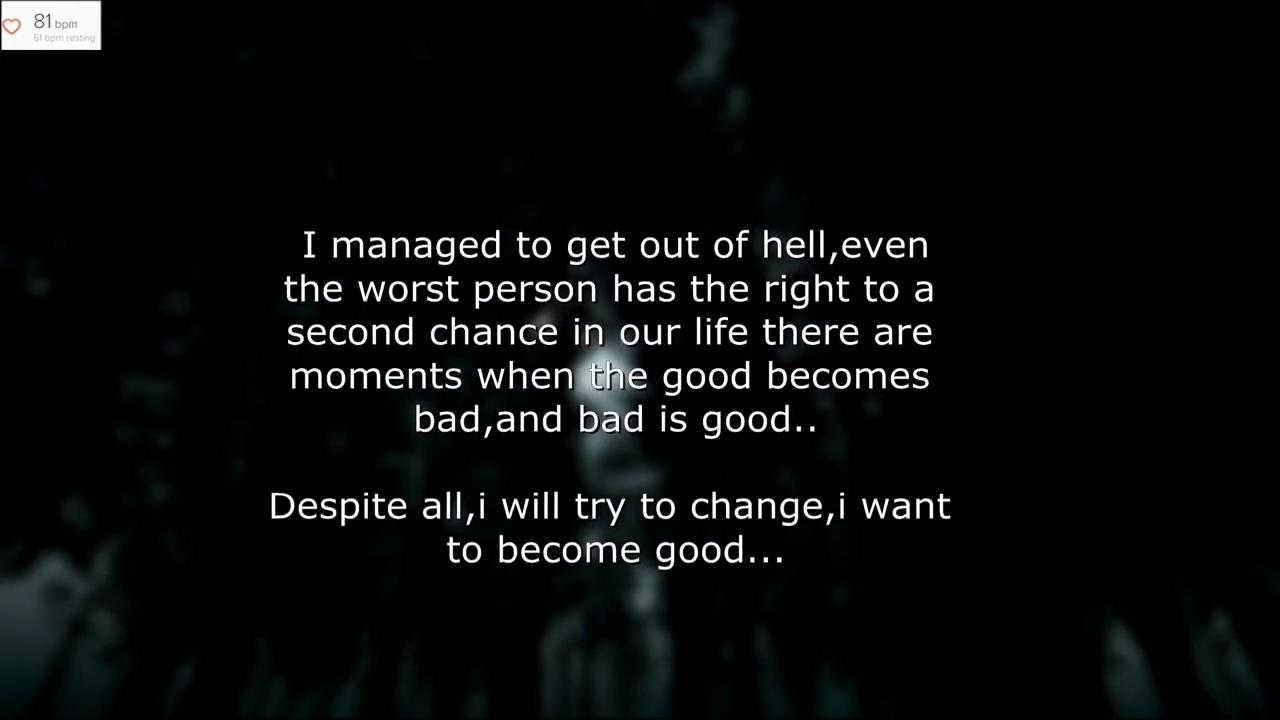 81 bpm
61 bpm resting
I managed to get out of hell,even
the worst person has the right to a
second chance in our life there are
moments when the good becomes
bad,and bad is good..
Despite all,i will try to change,i want
to become good...